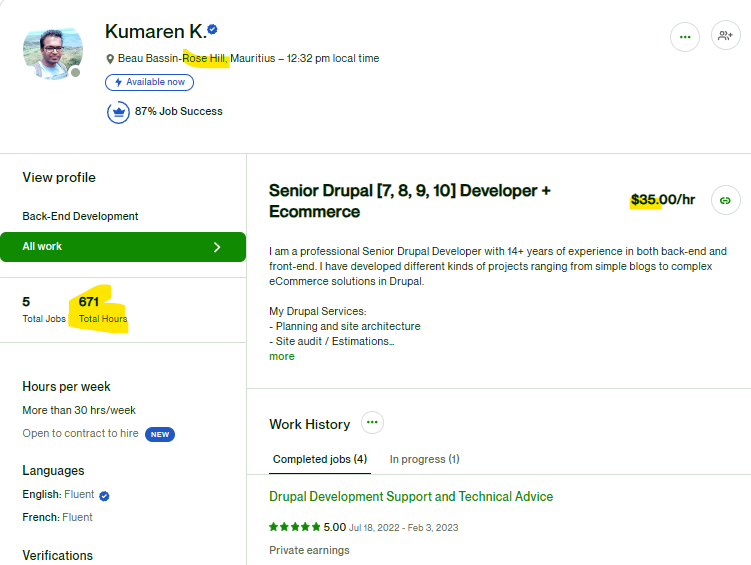 Kumaren K.
Beau Bassin-Rose Hill, Mauritius – 12:32 pm local time
Available now
87% Job Success
View profile
Back-End Development
All work
5
Total Jobs
671
Total Hours
Hours per week
More than 30 hrs/week
Open to contract to hire NEW
Languages
English: Fluent
French: Fluent
Verifications
Senior Drupal [7, 8, 9, 10] Developer +
Ecommerce
$35.00/hr
I am a professional Senior Drupal Developer with 14+ years of experience in both back-end and
front-end. I have developed different kinds of projects ranging from simple blogs to complex
eCommerce solutions in Drupal.
My Drupal Services:
- Planning and site architecture
- Site audit / Estimations...
more
Work History
Completed jobs (4)
In progress (1)
Drupal Development Support and Technical Advice
5.00 Jul 18, 2022 - Feb 3, 2023
Private earnings